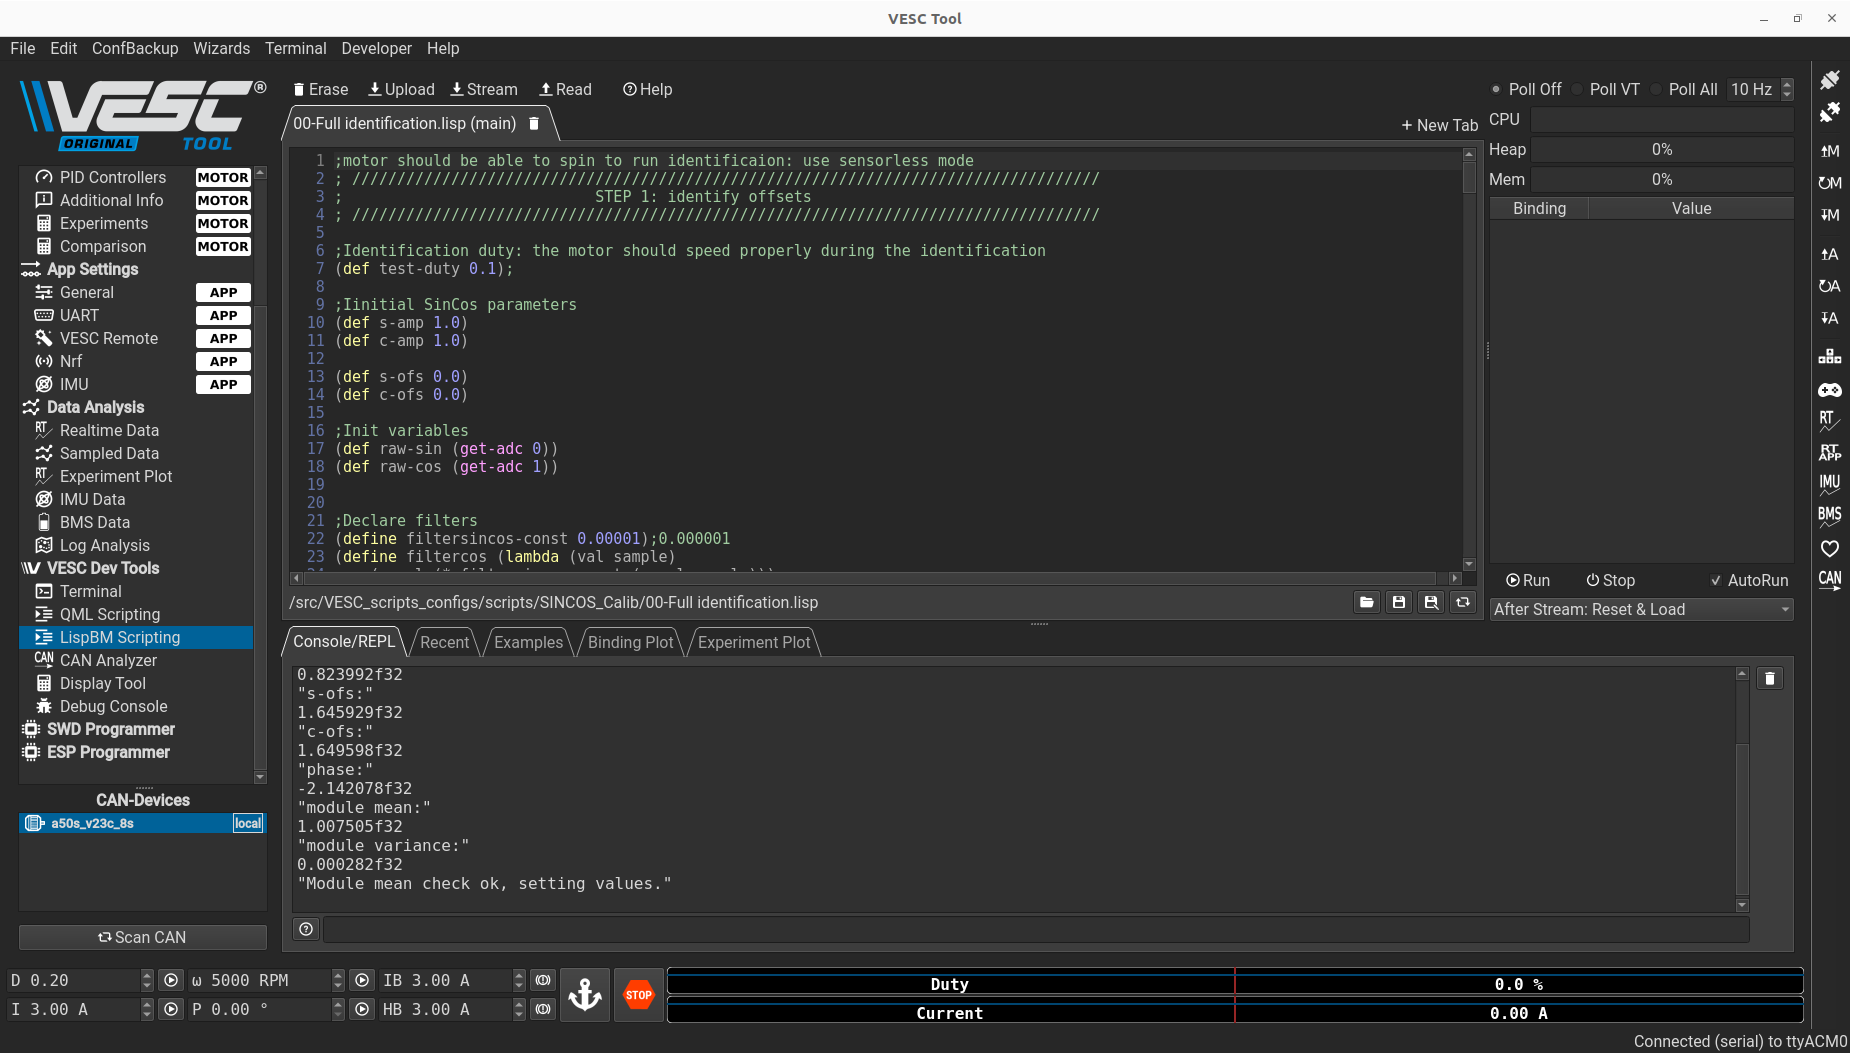 VESC Tool
File Edit ConfBackup Wizards Terminal Developer Help
VESC®
ORIGINAL TOOL
PID Controllers MOTOR
Additional Info MOTOR
Experiments MOTOR
Comparison MOTOR
App Settings
General APP
UART APP
VESC Remote APP
Nrf APP
IMU APP
Data Analysis
Realtime Data
Sampled Data
Experiment Plot
IMU Data
BMS Data
Log Analysis
VESC Dev Tools
Terminal
QML Scripting
LispBM Scripting
CAN Analyzer
Display Tool
Debug Console
SWD Programmer
ESP Programmer
CAN-Devices
a50s_v23c_8s local
Scan CAN
Erase Upload Stream Read Help
00-Full identification.lisp (main)
+ New Tab
1 ;motor should be able to spin to run identificaion: use sensorless mode
2 ; ///////////////////////////////////////////////////////////////////////////////////
3 ; STEP 1: identify offsets
4 ; ///////////////////////////////////////////////////////////////////////////////////
5
6 ;Identification duty: the motor should speed properly during the identification
7 (def test-duty 0.1);
8
9 ;Iinitial SinCos parameters
10 (def s-amp 1.0)
11 (def c-amp 1.0)
12
13 (def s-ofs 0.0)
14 (def c-ofs 0.0)
15
16 ;Init variables
17 (def raw-sin (get-adc 0))
18 (def raw-cos (get-adc 1))
19
20
21 ;Declare filters
22 (define filtersincos-const 0.00001);0.000001
23 (define filtercos (lambda (val sample)
/src/VESC_scripts_configs/scripts/SINCOS_Calib/00-Full identification.lisp
Poll Off Poll VT Poll All 10 Hz
CPU
Heap 0%
Mem 0%
Binding Value
Run Stop AutoRun
After Stream: Reset & Load
Console/REPL Recent Examples Binding Plot Experiment Plot
0.823992f32
"s-ofs:"
1.645929f32
"c-ofs:"
1.649598f32
"phase:"
-2.142078f32
"module mean:"
1.007505f32
"module variance:"
0.000282f32
"Module mean check ok, setting values."
D 0.20 ω 5000 RPM IB 3.00 A
I 3.00 A P 0.00 ° HB 3.00 A
STOP
Duty 0.0 %
Current 0.00 A
M
M
M
A
A
A
RT
RT
APP
IMU
BMS
CAN
Connected (serial) to ttyACM0